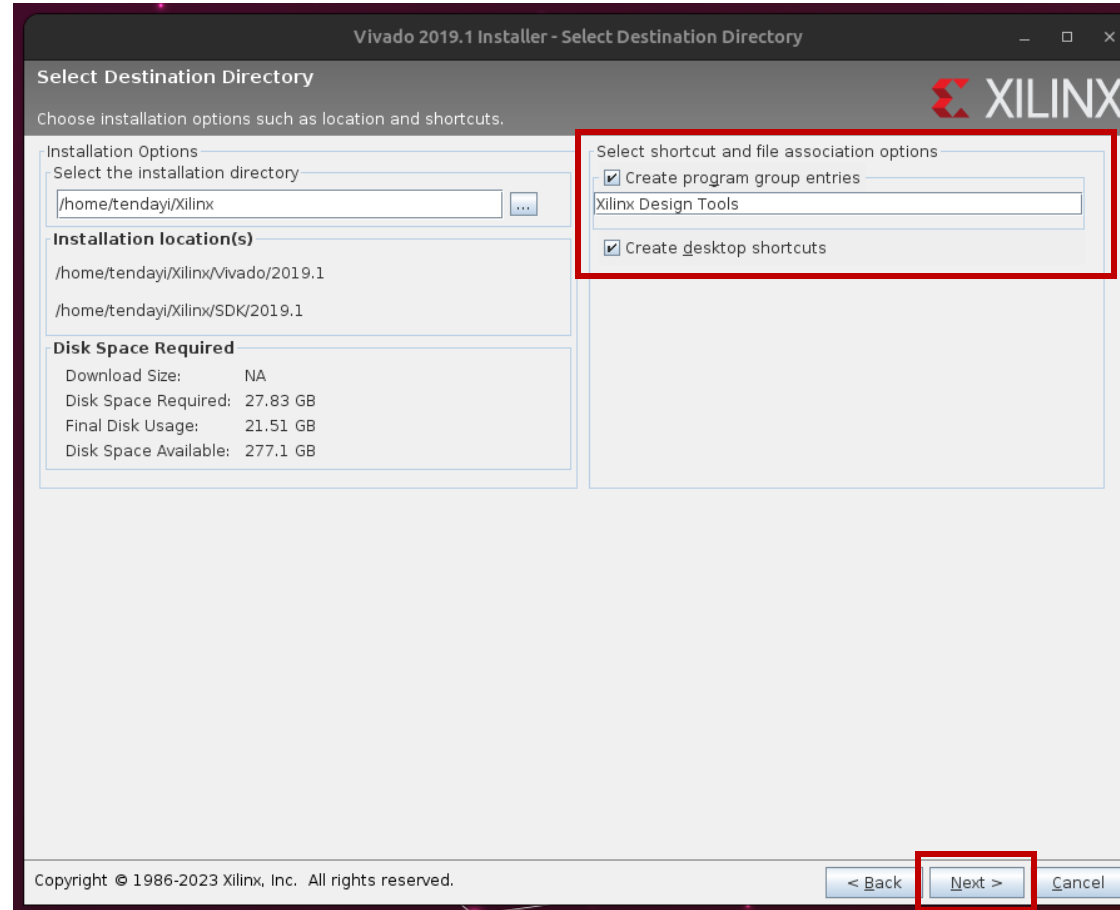 Vivado 2019.1 Installer - Select Destination Directory
Select Destination Directory
Choose installation options such as location and shortcuts.
XILINX
Installation Options
Select the installation directory
/home/tendayi/Xilinx
...
Installation location(s)
/home/tendayi/Xilinx/Vivado/2019.1
/home/tendayi/Xilinx/SDK/2019.1
Disk Space Required
Download Size: NA
Disk Space Required: 27.83 GB
Final Disk Usage: 21.51 GB
Disk Space Available: 277.1 GB
Select shortcut and file association options
Create program group entries
Xilinx Design Tools
Create desktop shortcuts
Copyright © 1986-2023 Xilinx, Inc. All rights reserved.
< Back Next > Cancel